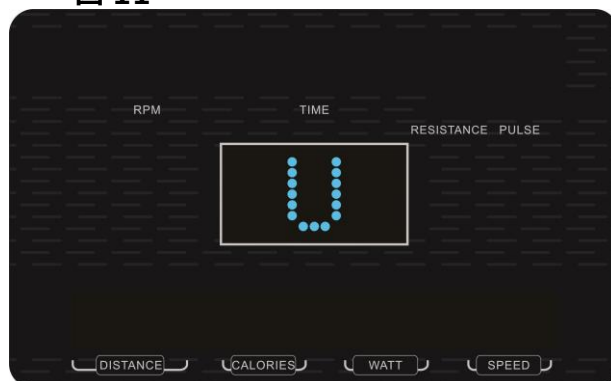 RPM TIME
RESISTANCE PULSE
U
DISTANCE CALORIES WATT SPEED